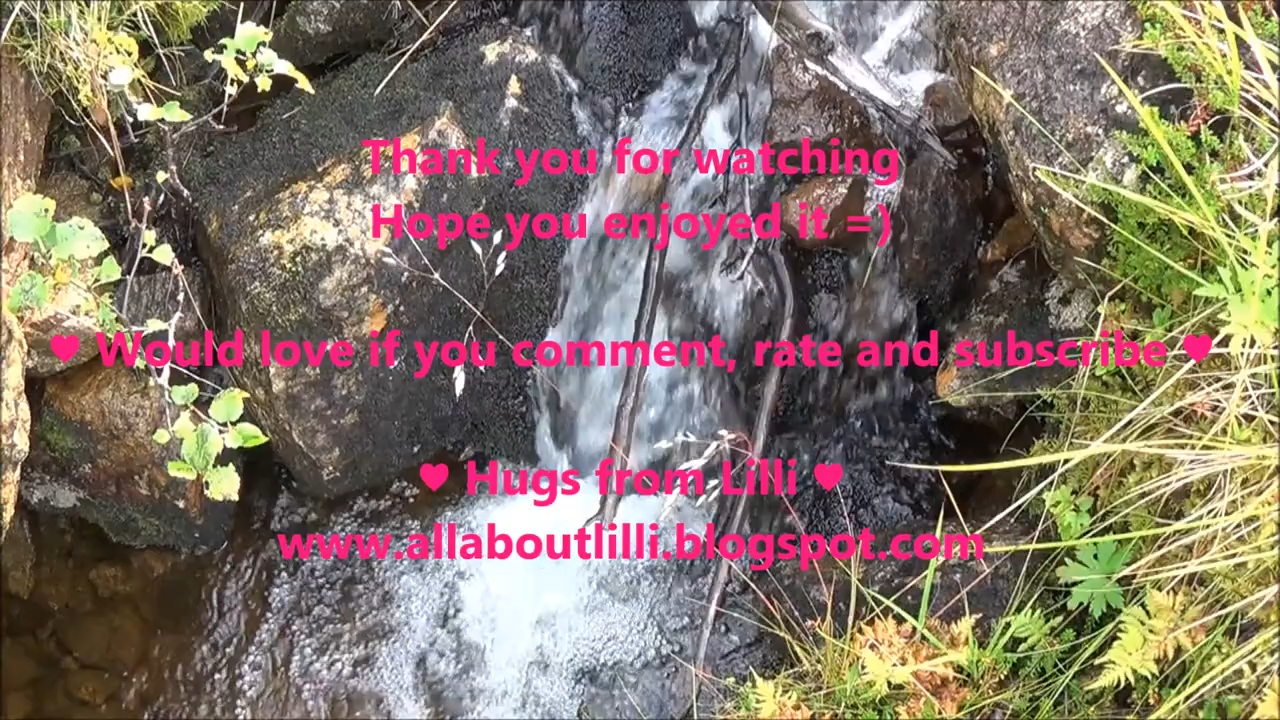 Thank you for watching
Hope you enjoyed it =)
♥ Would love if you comment, rate and subscribe ♥
♥ Hugs from Lilli ♥
www.allaboutlilli.blogspot.com